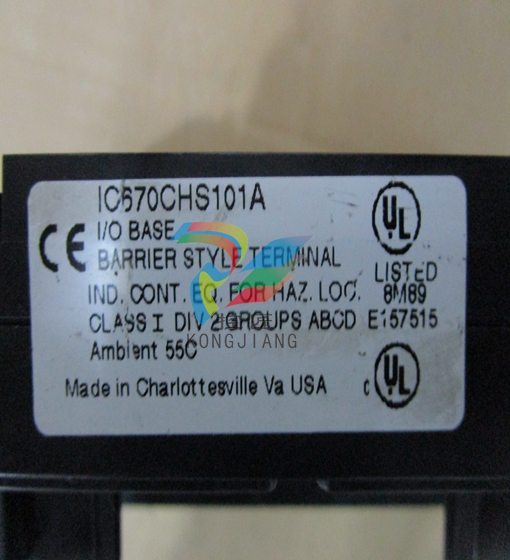 IC670CHS101A
I/O BASE
BARRIER STYLE TERMINAL
IND. CONT. EQ. FOR HAZ. LOC.
CLASS I DIV 2 GROUPS ABCD
Ambient 55C
Made in Charlottesville Va USA
CE
UL
LISTED
8M89
E157515
C UL
KONGJIANG